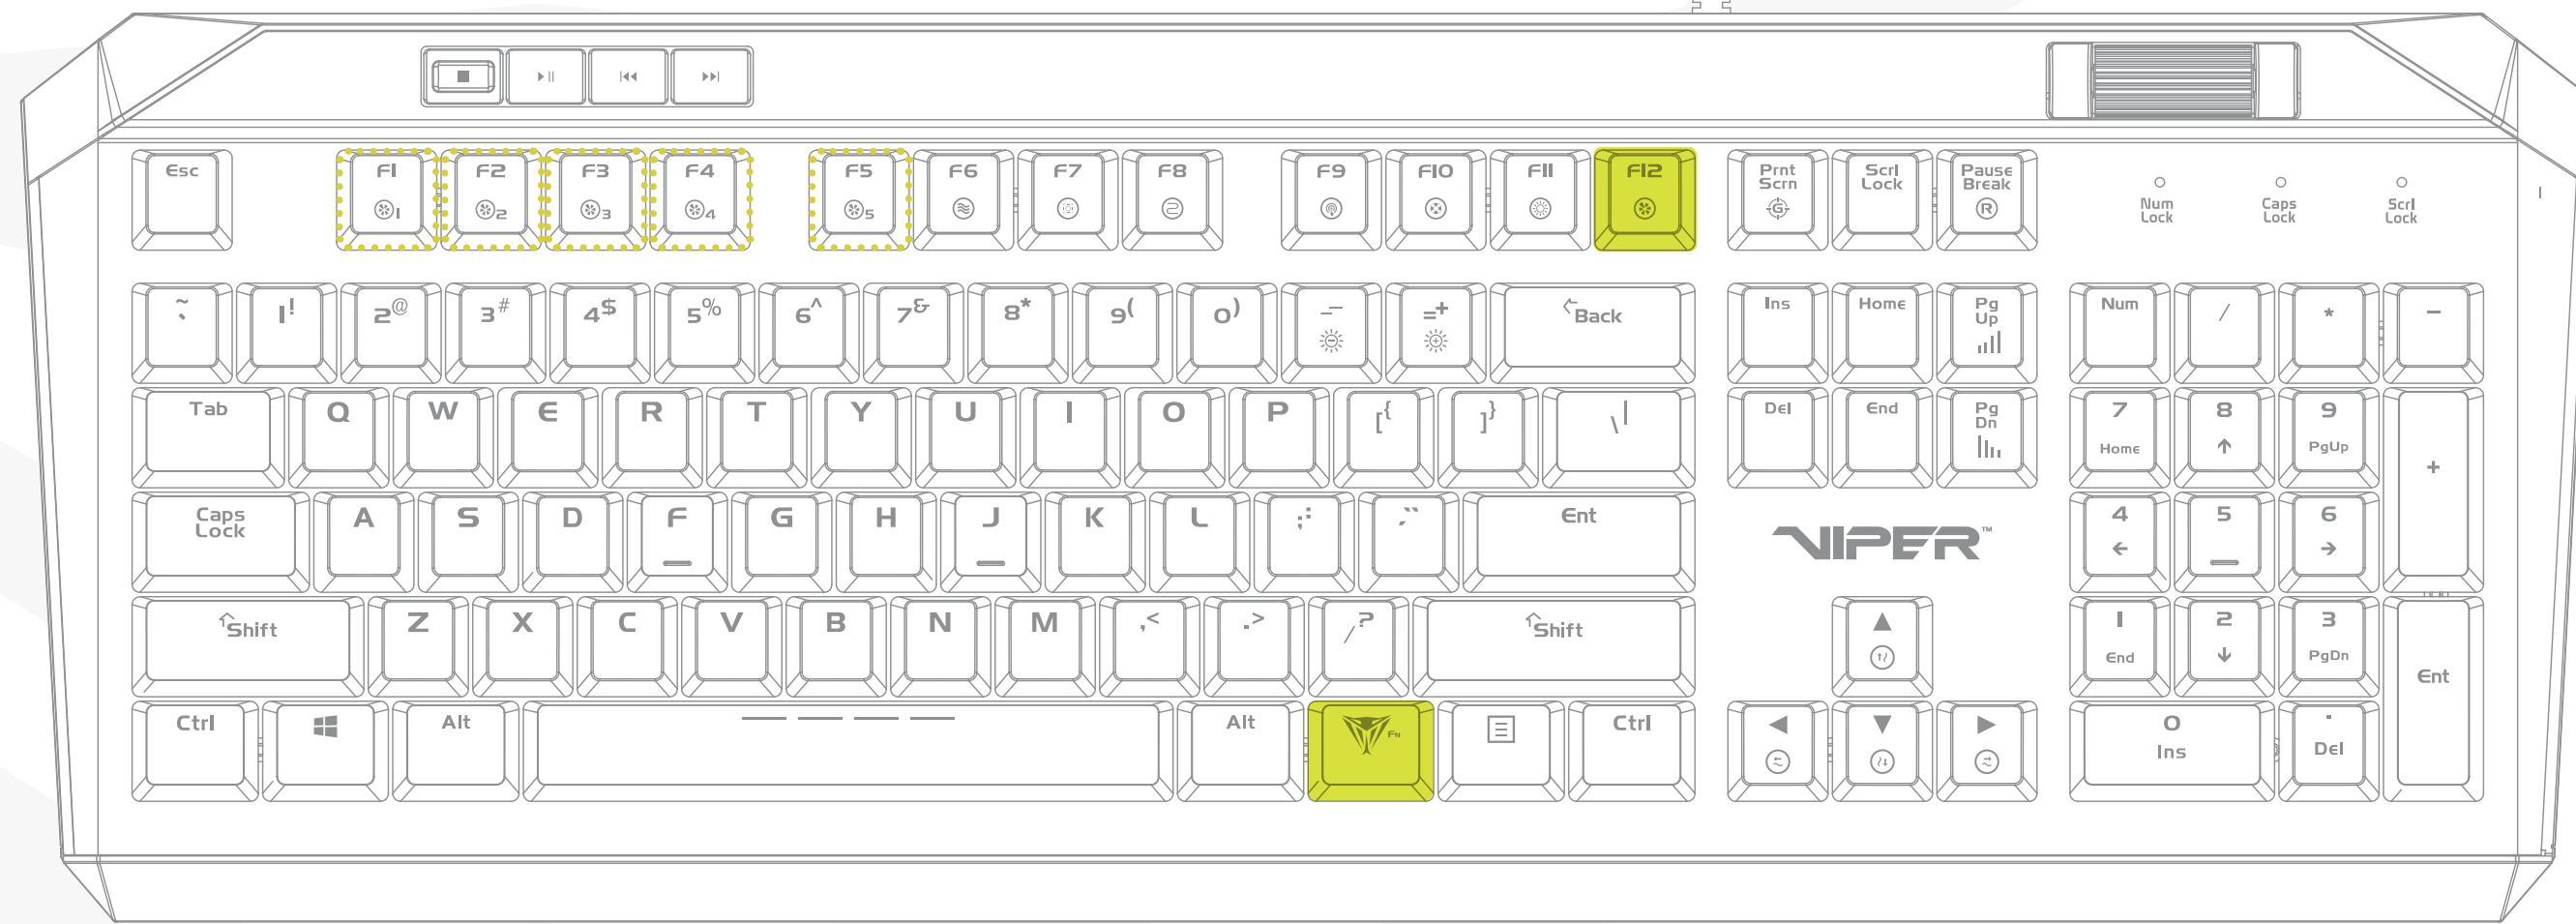 Esc F1 F2 F3 F4 F5 F6 F7 F8 F9 F10 F11 F12 Prnt Scrn Scrl Lock Pause Break
1 2 3 4 5 G R
Num Lock Caps Lock Scrl Lock
~ ` 1! 2@ 3# 4$ 5% 6^ 7& 8* 9( 0) -_ =+ Back Ins Home Pg Up Num / * -
Tab Q W E R T Y U I O P [{ ]} \| Del End Pg Dn 7 Home 8 ↑ 9 PgUp +
Caps Lock A S D F G H J K L ;: '" Ent VIPER™ 4 ← 5 6 →
Shift Z X C V B N M ,< .> /? Shift ▲ 1 End 2 ↓ 3 PgDn Ent
Ctrl Alt Alt FN Ctrl ◀ ▼ ▶ 0 Ins . Del